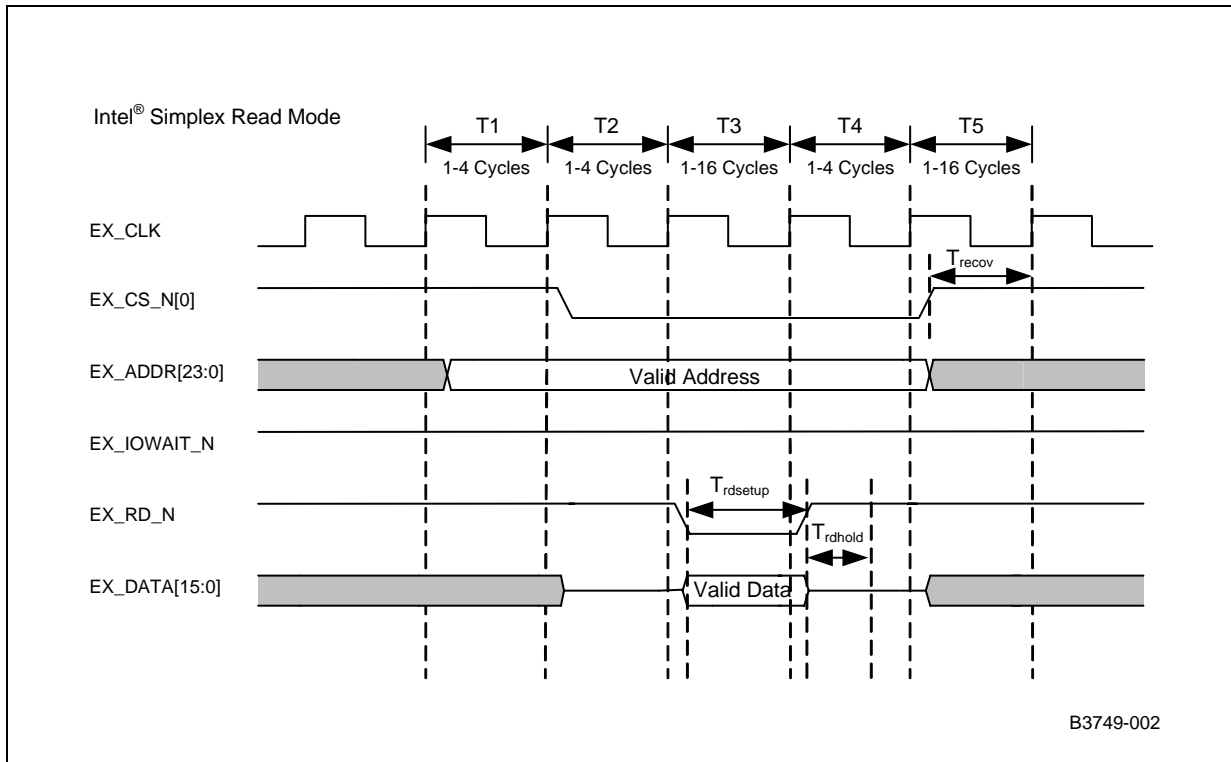 Intel® Simplex Read Mode
T1 T2 T3 T4 T5
1-4 Cycles 1-4 Cycles 1-16 Cycles 1-4 Cycles 1-16 Cycles
EX_CLK
Trecov
EX_CS_N[0]
EX_ADDR[23:0] Valid Address
EX_IOWAIT_N
Trdsetup
EX_RD_N
Trdhold
EX_DATA[15:0] Valid Data
B3749-002